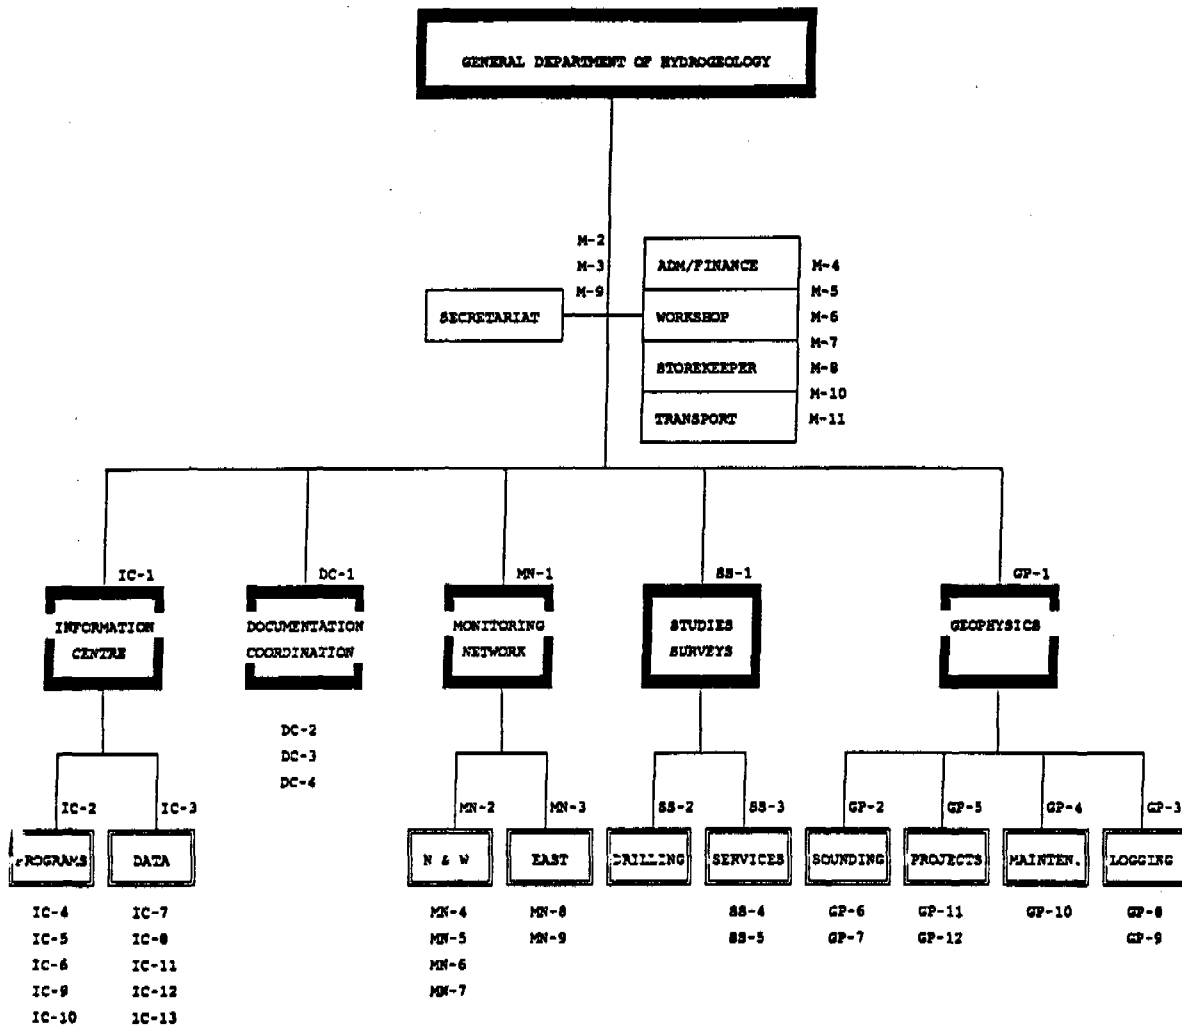 GENERAL DEPARTMENT OF HYDROGEOLOGY
M-2
M-3
M-9
SECRETARIAT
ADM/FINANCE
WORKSHOP
STOREKEEPER
TRANSPORT
M-4
M-5
M-6
M-7
M-8
M-10
M-11
IC-1
INFORMATION
CENTRE
DC-1
DOCUMENTATION
COORDINATION
DC-2
DC-3
DC-4
MN-1
MONITORING
NETWORK
SS-1
STUDIES
SURVEYS
GP-1
GEOPHYSICS
IC-2
PROGRAMS
IC-4
IC-5
IC-6
IC-9
IC-10
IC-3
DATA
IC-7
IC-8
IC-11
IC-12
IC-13
MN-2
N & W
MN-4
MN-5
MN-6
MN-7
MN-3
EAST
MN-8
MN-9
SS-2
DRILLING
SS-3
SERVICES
SS-4
SS-5
GP-2
SOUNDING
GP-6
GP-7
GP-5
PROJECTS
GP-11
GP-12
GP-4
MAINTEN.
GP-10
GP-3
LOGGING
GP-8
GP-9